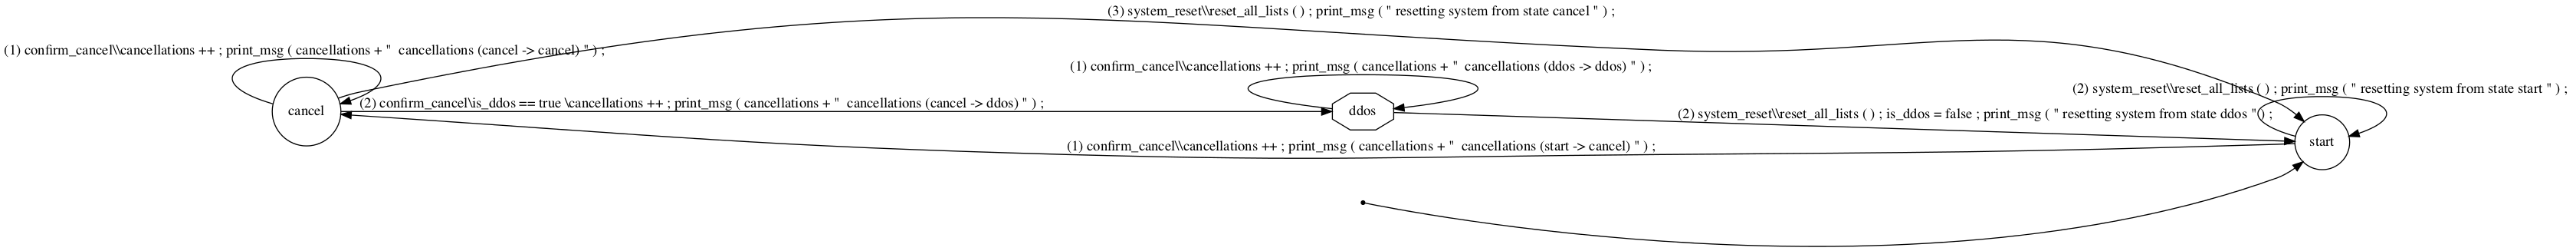 (3) system_reset\\reset_all_lists ( ) ; print_msg ( " resetting system from state cancel " ) ;
(1) confirm_cancel\\cancellations ++ ; print_msg ( cancellations + "  cancellations (cancel -> cancel) " ) ;
(1) confirm_cancel\\cancellations ++ ; print_msg ( cancellations + "  cancellations (ddos -> ddos) " ) ;
(2) system_reset\\reset_all_lists ( ) ; print_msg ( " resetting system from state start " ) ;
cancel
(2) confirm_cancel\is_ddos == true \cancellations ++ ; print_msg ( cancellations + "  cancellations (cancel -> ddos) " ) ;
ddos
(2) system_reset\\reset_all_lists ( ) ; is_ddos = false ; print_msg ( " resetting system from state ddos " ) ;
(1) confirm_cancel\\cancellations ++ ; print_msg ( cancellations + "  cancellations (start -> cancel) " ) ;
start